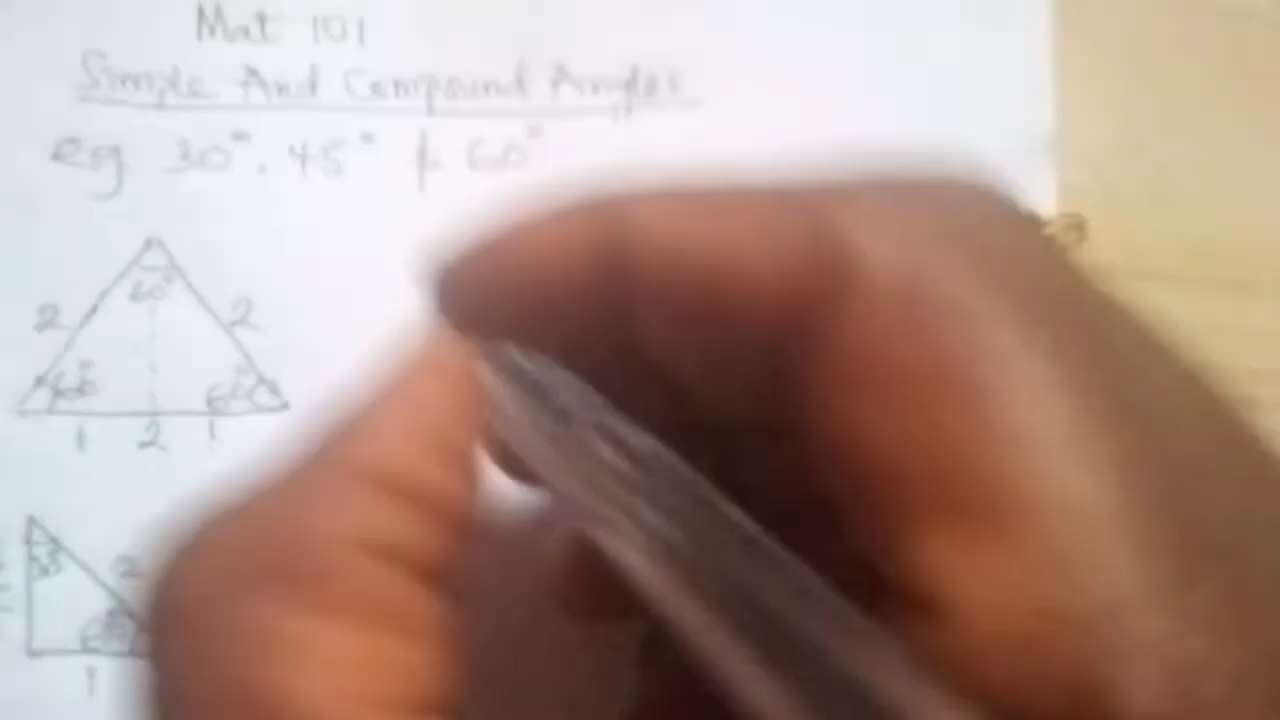 Mat 101
Simple And Compound Angles
eg 30°, 45° & 60°
60°
2 2
60° 60°
1 2 1
30°
2
60°
1